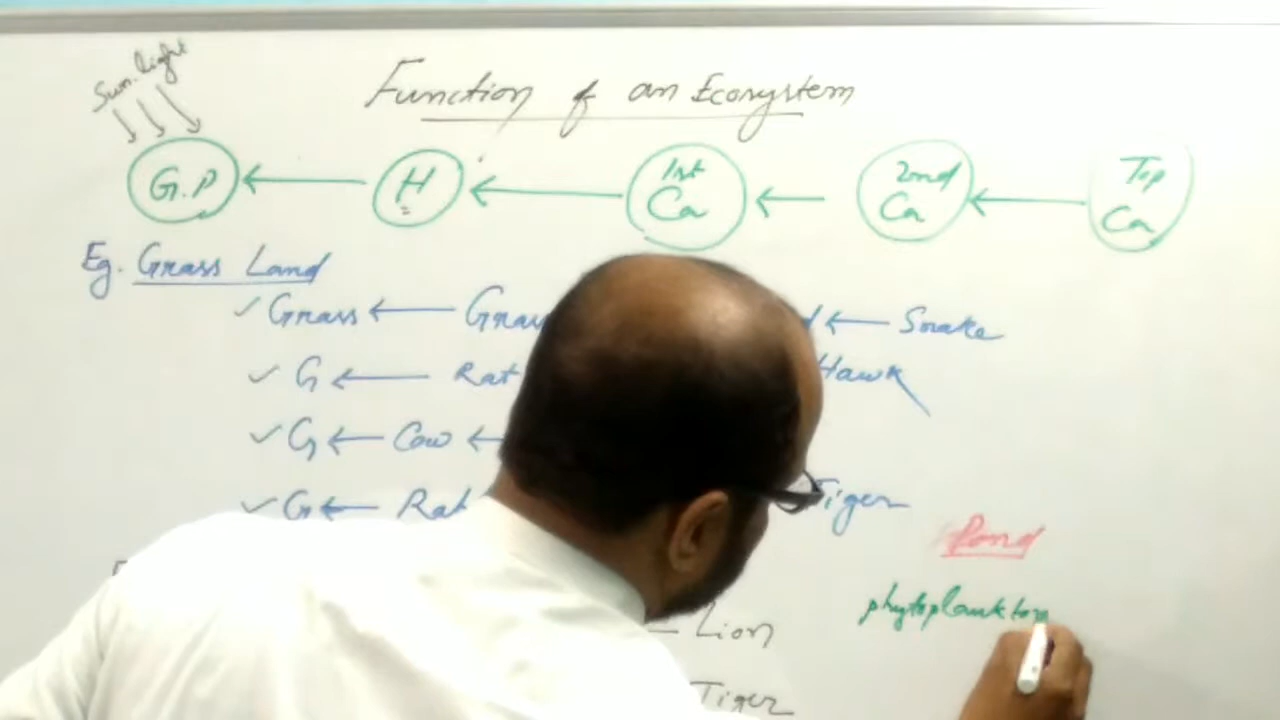 Sun.light
Function of an Ecosystem
G.P ← H ← 1st Ca ← 2nd Ca ← Top Ca
Eg. Grass Land
✓ Grass ← ← Snake
✓ G ← Rat Hawk
✓ G ← Cow ←
✓ G ← Rat Tiger
Pond
phytoplankton
Lion
Tiger